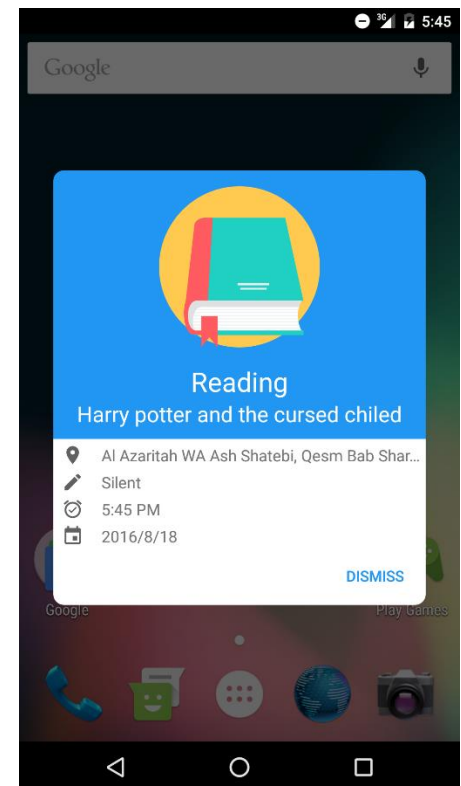 3G 5:45
Google
Reading
Harry potter and the cursed chiled
Al Azaritah WA Ash Shatebi, Qesm Bab Shar...
Silent
5:45 PM
2016/8/18
DISMISS
Google Play Games